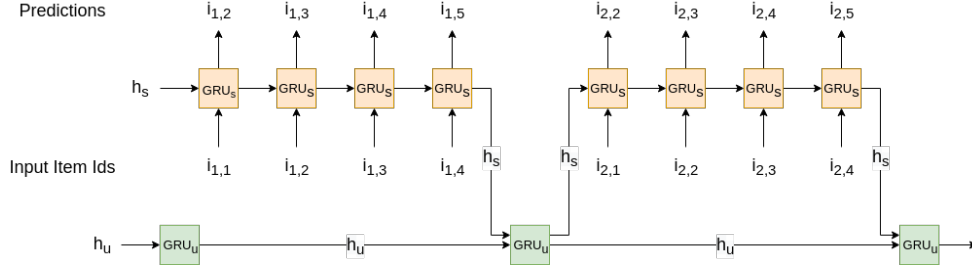 Predictions i1,2 i1,3 i1,4 i1,5 i2,2 i2,3 i2,4 i2,5
hs GRUs GRUs GRUs GRUs GRUs GRUs GRUs GRUs
Input Item Ids i1,1 i1,2 i1,3 i1,4 hs hs i2,1 i2,2 i2,3 i2,4 hs
hu GRUu hu GRUu hu GRUu